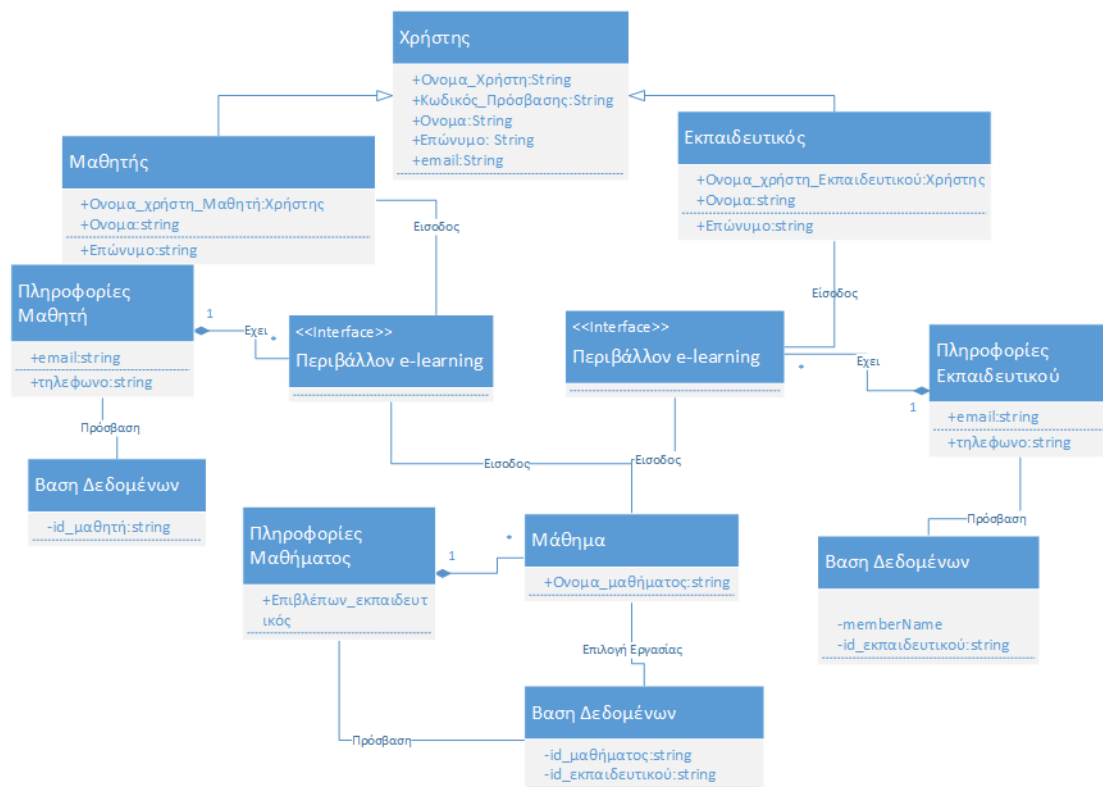 Χρήστης
+Ονομα_Χρήστη:String
+Κωδικός_Πρόσβασης:String
+Ονομα:String
+Επώνυμο: String
+email:String
Μαθητής
+Ονομα_χρήστη_Μαθητή:Χρήστης
+Ονομα:string
+Επώνυμο:string
Εκπαιδευτικός
+Ονομα_χρήστη_Εκπαιδευτικού:Χρήστης
+Ονομα:string
+Επώνυμο:string
Εισοδος
Είσοδος
Πληροφορίες
Μαθητή
+email:string
+τηλεφωνο:string
1
Εχει
*
<<Interface>>
Περιβάλλον e-learning
<<Interface>>
Περιβάλλον e-learning
*
Εχει
1
Πληροφορίες
Εκπαιδευτικού
+email:string
+τηλεφωνο:string
Πρόσβαση
Βαση Δεδομένων
-id_μαθητή:string
Εισοδος
Εισοδος
Πρόσβαση
Βαση Δεδομένων
-memberName
-id_εκπαιδευτικού:string
Πληροφορίες
Μαθήματος
+Επιβλέπων_εκπαιδευτ
ικός
1
*
Μάθημα
+Ονομα_μαθήματος:string
Επιλογή Εργασίας
Πρόσβαση
Βαση Δεδομένων
-id_μαθήματος:string
-id_εκπαιδευτικού:string